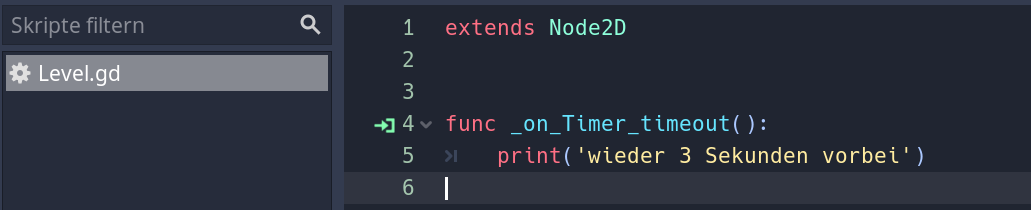 Skripte filtern
Level.gd
1 extends Node2D
2
3
4 func _on_Timer_timeout():
5 print('wieder 3 Sekunden vorbei')
6